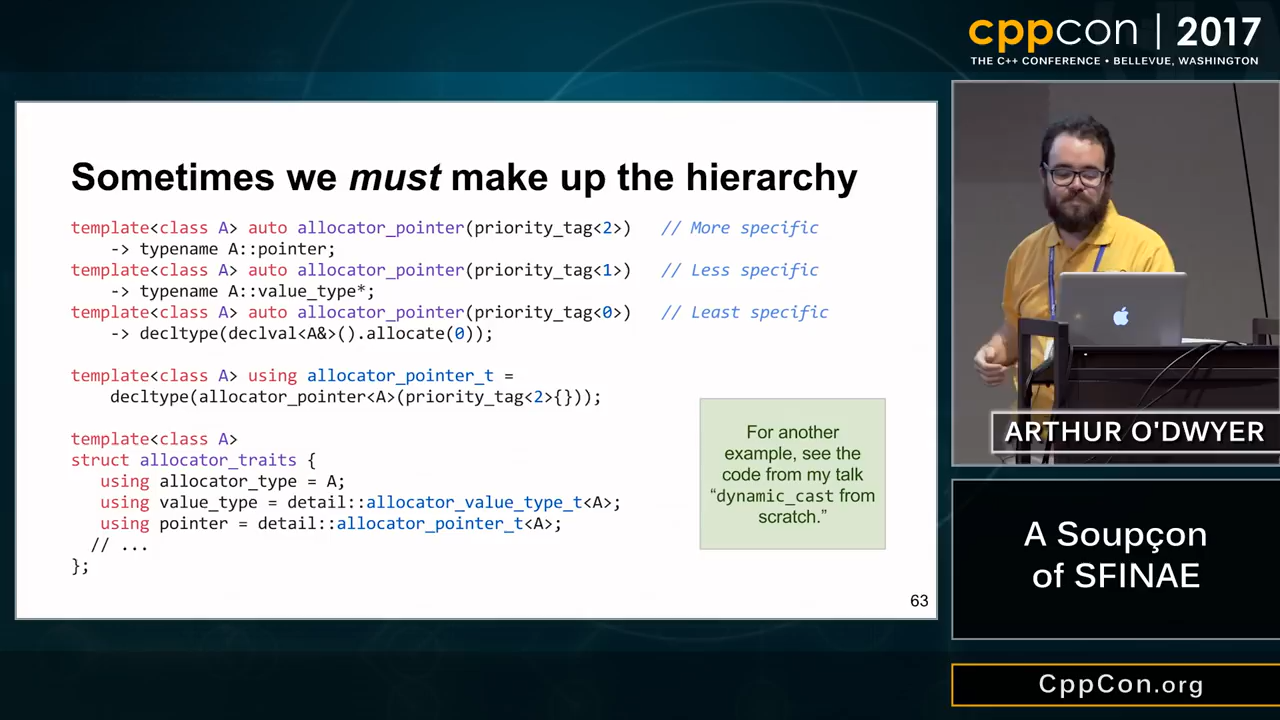 cppcon | 2017
THE C++ CONFERENCE • BELLEVUE, WASHINGTON
Sometimes we must make up the hierarchy
template<class A> auto allocator_pointer(priority_tag<2>) // More specific
-> typename A::pointer;
template<class A> auto allocator_pointer(priority_tag<1>) // Less specific
-> typename A::value_type*;
template<class A> auto allocator_pointer(priority_tag<0>) // Least specific
-> decltype(declval<A&>().allocate(0));
template<class A> using allocator_pointer_t =
decltype(allocator_pointer<A>(priority_tag<2>{}));
template<class A>
struct allocator_traits {
using allocator_type = A;
using value_type = detail::allocator_value_type_t<A>;
using pointer = detail::allocator_pointer_t<A>;
// ...
};
For another
example, see the
code from my talk
“dynamic_cast from
scratch.”
63
ARTHUR O'DWYER
A Soupçon
of SFINAE
CppCon.org